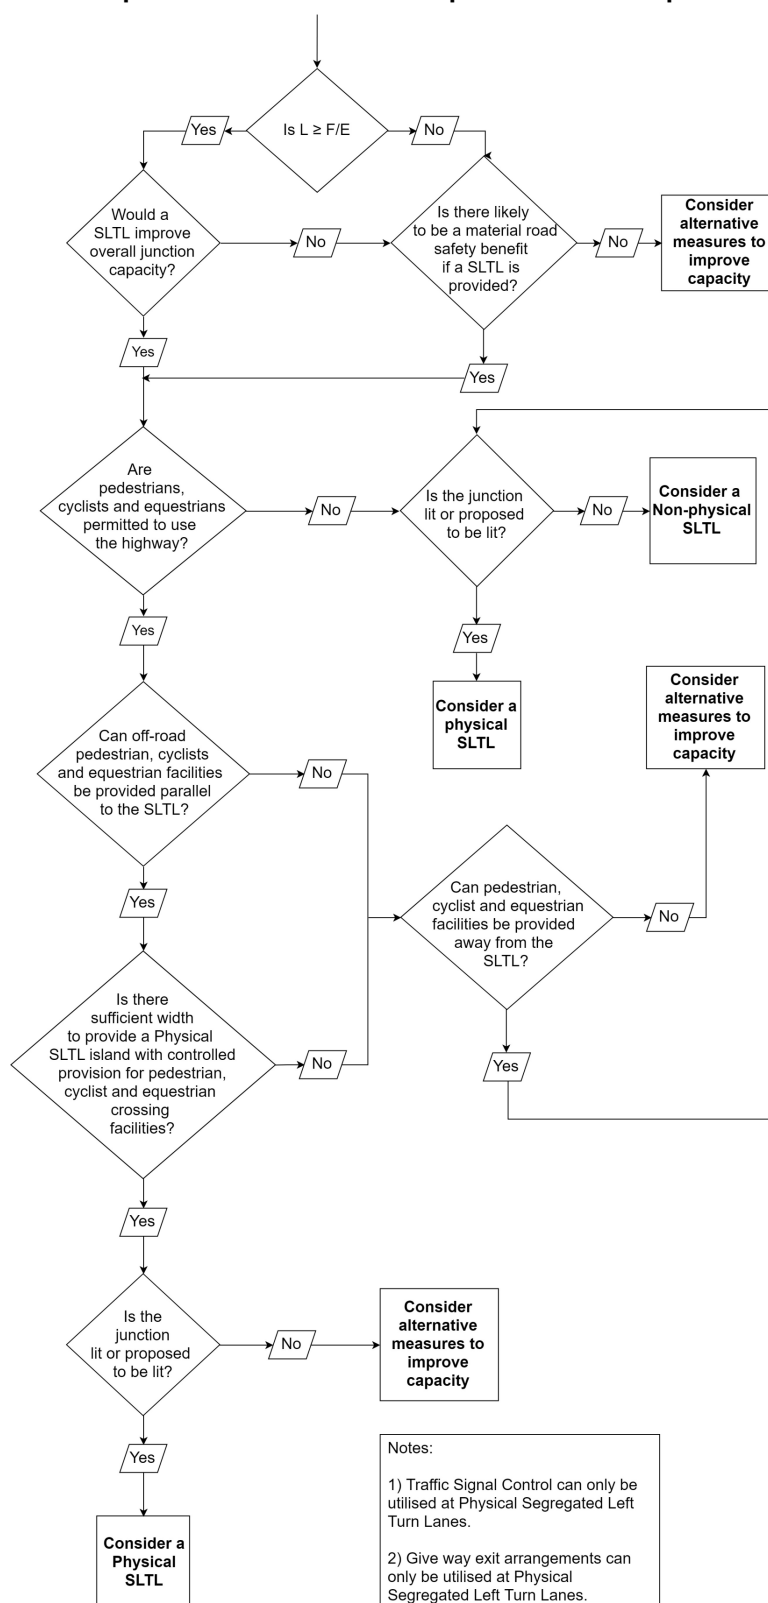 Is L ≥ F/E
Yes
No
Would a
SLTL improve
overall junction
capacity?
No
Is there likely
to be a material road
safety benefit
if a SLTL is
provided?
No
Consider
alternative
measures to
improve
capacity
Yes
Yes
Are
pedestrians,
cyclists and equestrians
permitted to use
the highway?
No
Is the junction
lit or proposed
to be lit?
No
Consider a
Non-physical
SLTL
Yes
Yes
Consider a
physical
SLTL
Consider
alternative
measures to
improve
capacity
Can off-road
pedestrian, cyclists
and equestrian facilities
be provided parallel
to the SLTL?
No
Yes
Can pedestrian,
cyclist and equestrian
facilities be provided
away from the
SLTL?
No
Yes
Is there
sufficient width
to provide a Physical
SLTL island with controlled
provision for pedestrian,
cyclist and equestrian
crossing
facilities?
No
Yes
Is the
junction
lit or proposed
to be lit?
No
Consider
alternative
measures to
improve
capacity
Yes
Consider a
Physical
SLTL
Notes:
1) Traffic Signal Control can only be
utilised at Physical Segregated Left
Turn Lanes.
2) Give way exit arrangements can
only be utilised at Physical
Segregated Left Turn Lanes.